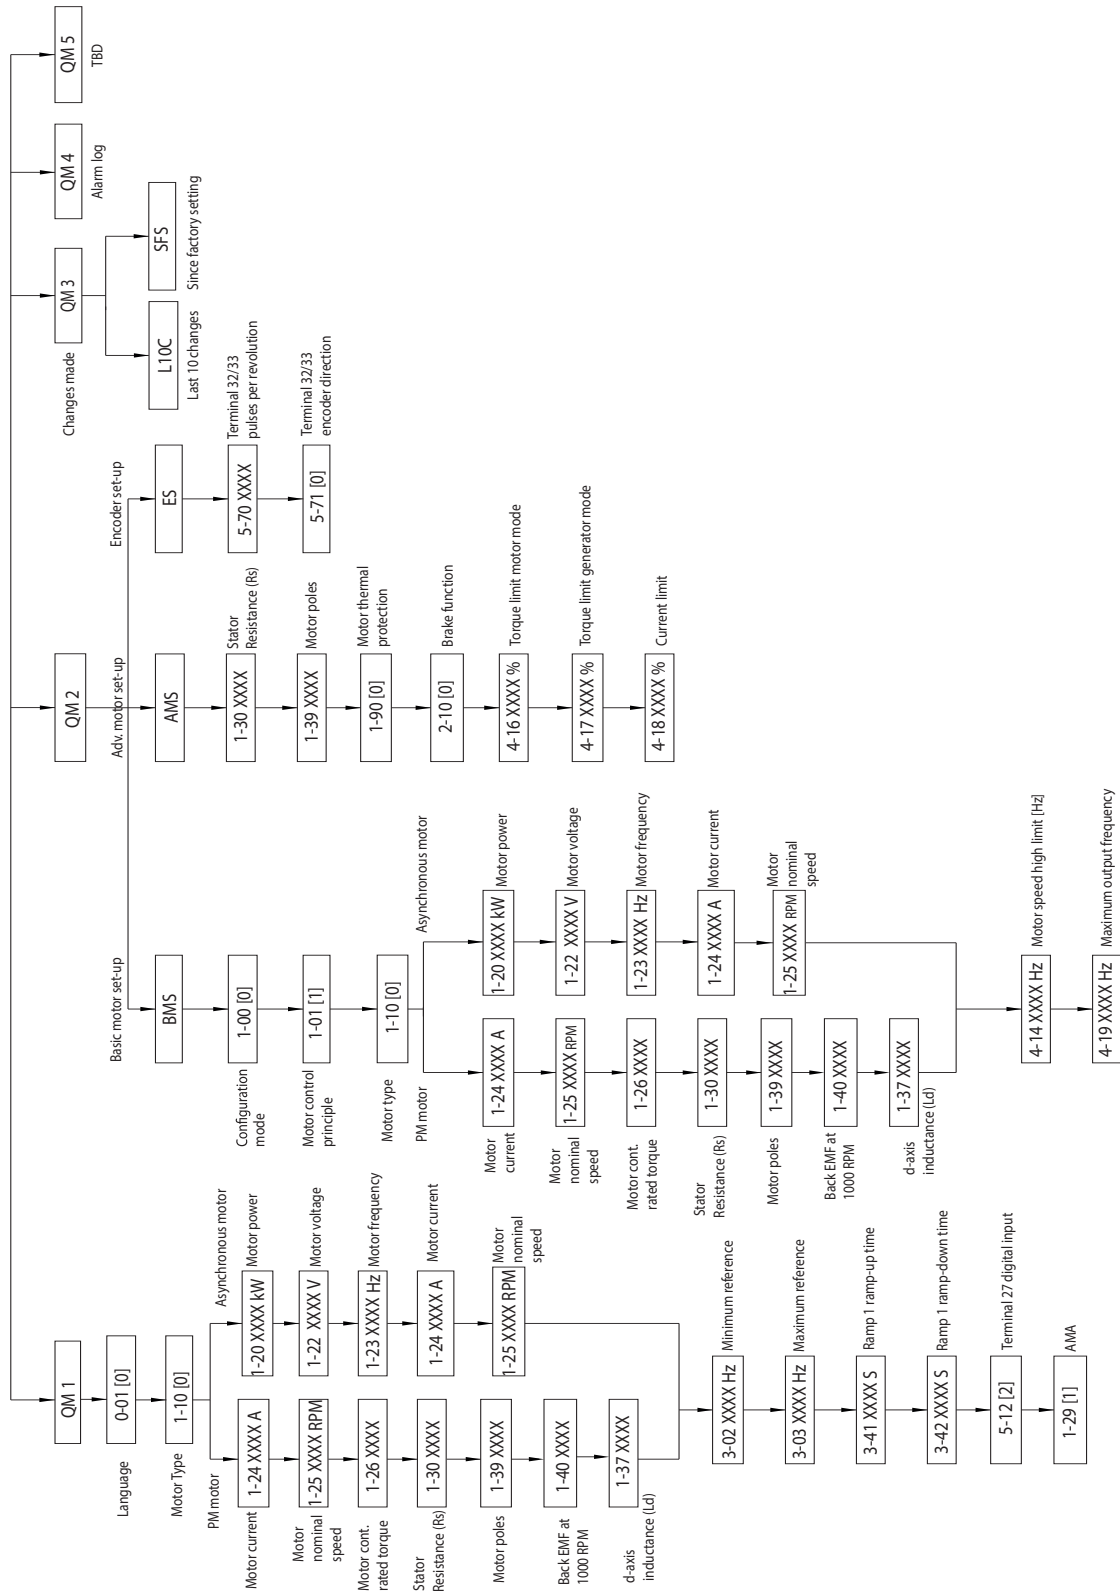 QM 1
Language
0-01 [0]
Motor Type
1-10 [0]
PM motor
Motor current
1-24 XXXX A
Motor
nominal
speed
1-25 XXXX RPM
Motor cont.
rated torque
1-26 XXXX
Stator
Resistance (Rs)
1-30 XXXX
Motor poles
1-39 XXXX
Back EMF at
1000 RPM
1-40 XXXX
d-axis
inductance (Ld)
1-37 XXXX
Asynchronous motor
1-20 XXXX kW
Motor power
1-22 XXXX V
Motor voltage
1-23 XXXX Hz
Motor frequency
1-24 XXXX A
Motor current
1-25 XXXX RPM
Motor
nominal
speed
3-02 XXXX Hz
Minimum reference
3-03 XXXX Hz
Maximum reference
3-41 XXXX S
Ramp 1 ramp-up time
3-42 XXXX S
Ramp 1 ramp-down time
5-12 [2]
Terminal 27 digital input
1-29 [1]
AMA
QM 2
Basic motor set-up
BMS
Configuration
mode
1-00 [0]
Motor control
principle
1-01 [1]
Motor type
1-10 [0]
PM motor
Motor
current
1-24 XXXX A
Motor
nominal
speed
1-25 XXXX RPM
Motor cont.
rated torque
1-26 XXXX
Stator
Resistance (Rs)
1-30 XXXX
Motor poles
1-39 XXXX
Back EMF at
1000 RPM
1-40 XXXX
d-axis
inductance (Ld)
1-37 XXXX
Asynchronous motor
1-20 XXXX kW
Motor power
1-22 XXXX V
Motor voltage
1-23 XXXX Hz
Motor frequency
1-24 XXXX A
Motor current
1-25 XXXX RPM
Motor
nominal
speed
4-14 XXXX Hz
Motor speed high limit [Hz]
4-19 XXXX Hz
Maximum output frequency
Adv. motor set-up
AMS
1-30 XXXX
Stator
Resistance (Rs)
1-39 XXXX
Motor poles
1-90 [0]
Motor thermal
protection
2-10 [0]
Brake function
4-16 XXXX %
Torque limit motor mode
4-17 XXXX %
Torque limit generator mode
4-18 XXXX %
Current limit
Encoder set-up
ES
5-70 XXXX
Terminal 32/33
pulses per revolution
5-71 [0]
Terminal 32/33
encoder direction
QM 3
Changes made
L10C
Last 10 changes
SFS
Since factory setting
QM 4
Alarm log
QM 5
TBD